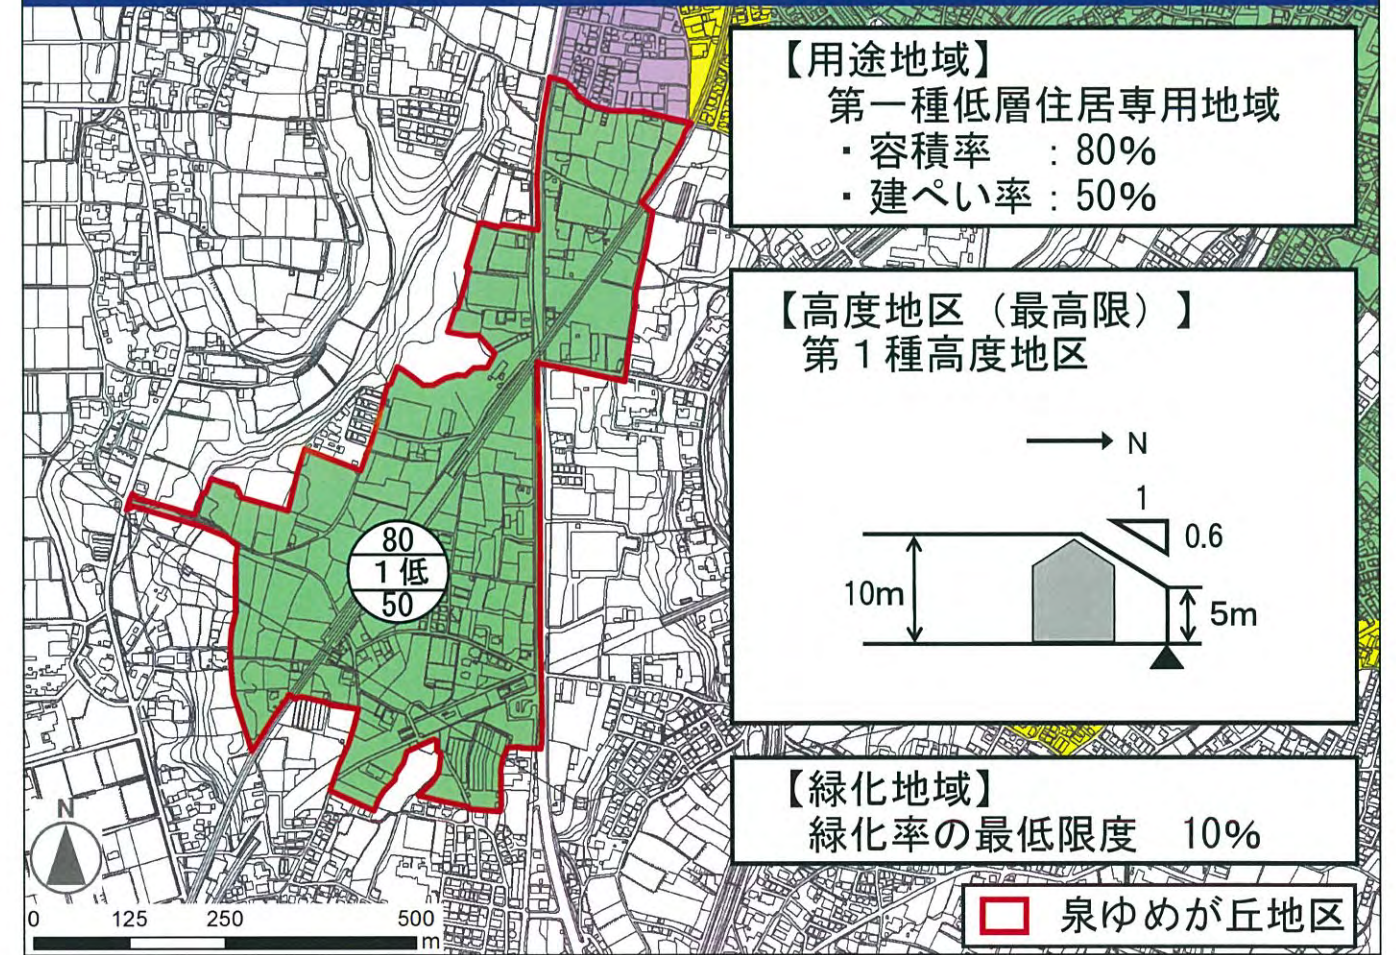 【用途地域】
第一種低層住居専用地域
・容積率 ：80%
・建ぺい率：50%
【高度地区（最高限）】
第１種高度地区
N
1
0.6
10m
5m
80
1低
50
【緑化地域】
緑化率の最低限度 10%
N
0 125 250 500
m
泉ゆめが丘地区